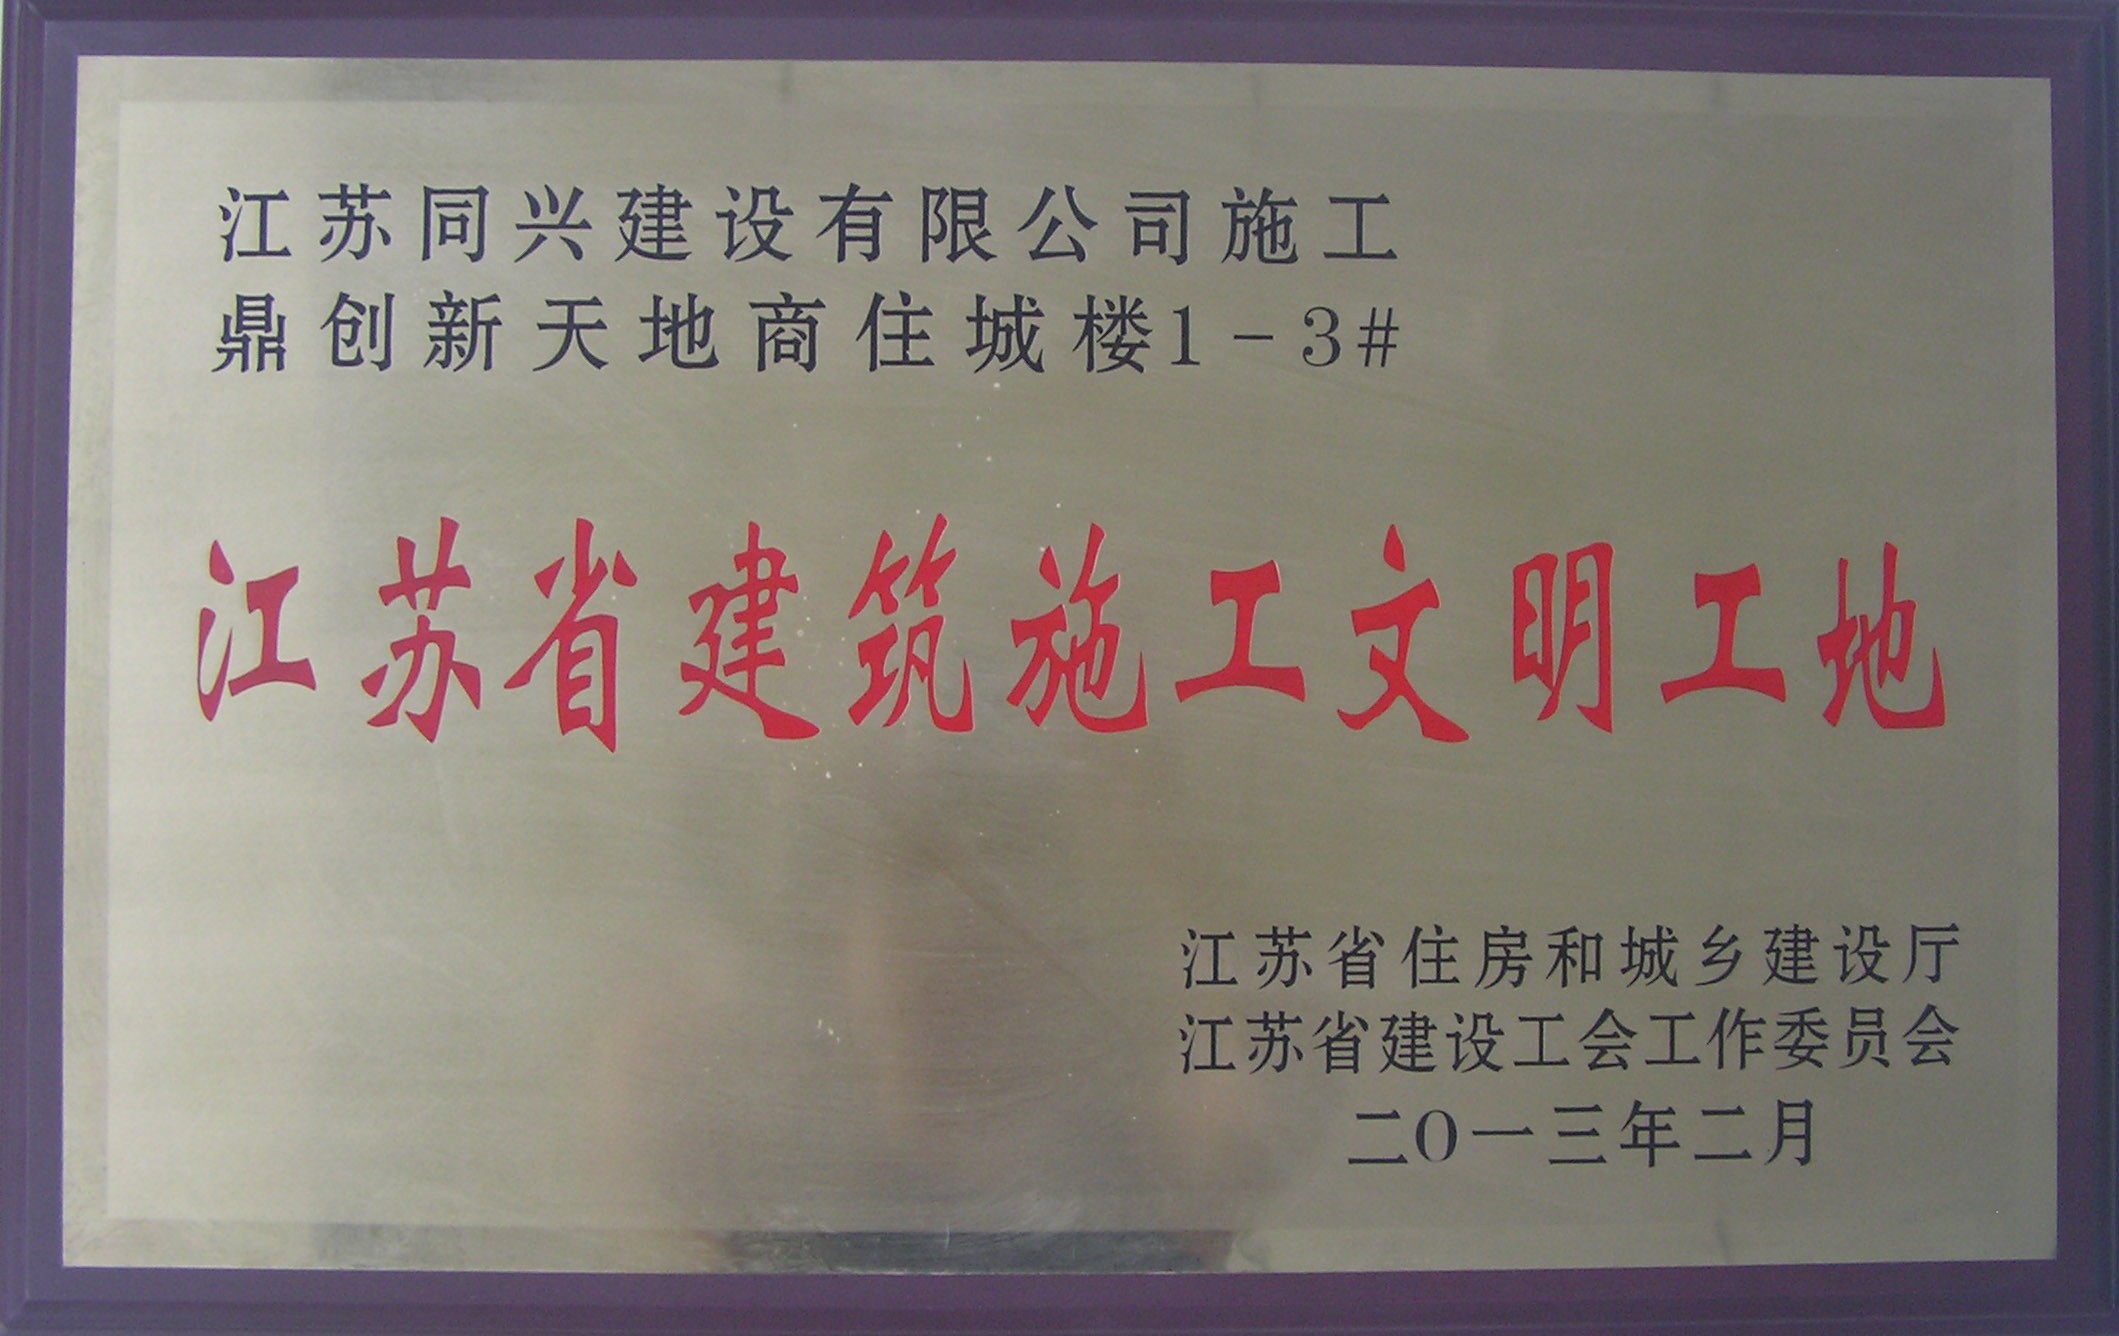 江苏同兴建设有限公司施工
鼎创新天地商住城楼1-3#
江苏省建筑施工文明工地
江苏省住房和城乡建设厅
江苏省建设工会工作委员会
二O一三年二月